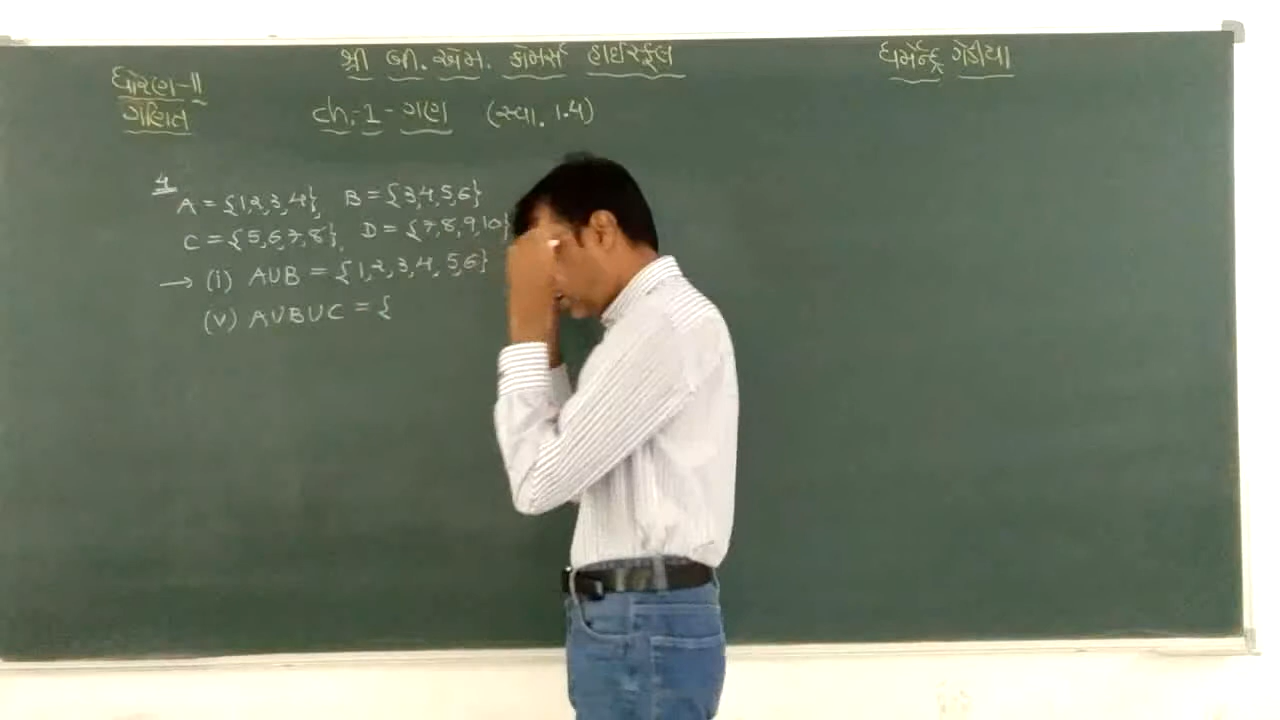 શ્રી બી. એમ. કોમર્સ હાઈસ્કૂલ
ધર્મેન્દ્ર ગેડીયા
ધોરણ-11
ગણિત
ch-1- ગણ (સ્વા. 1.4)
4
A = {1,2,3,4}, B = {3,4,5,6}
C = {5,6,7,8}, D = {7,8,9,10}
→ (i) A∪B = {1,2,3,4,5,6}
(v) A∪B∪C = {